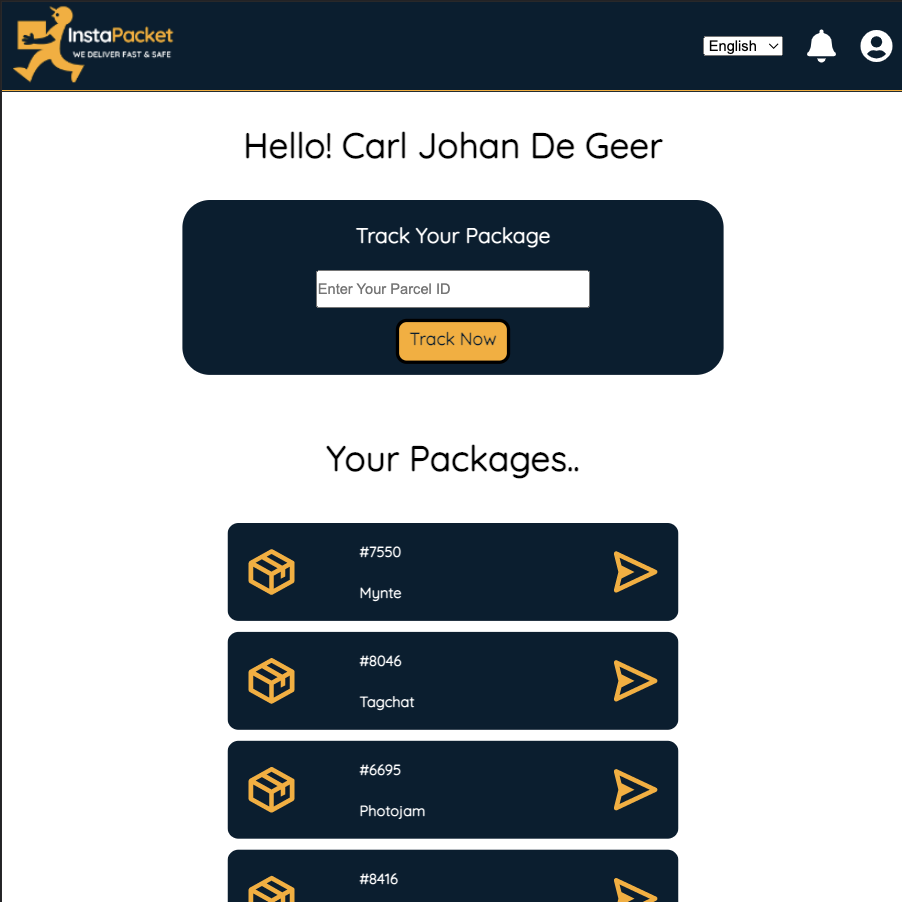 InstaPacket
WE DELIVER FAST & SAFE
English
Hello! Carl Johan De Geer
Track Your Package
Enter Your Parcel ID
Track Now
Your Packages..
#7550
Mynte
#8046
Tagchat
#6695
Photojam
#8416